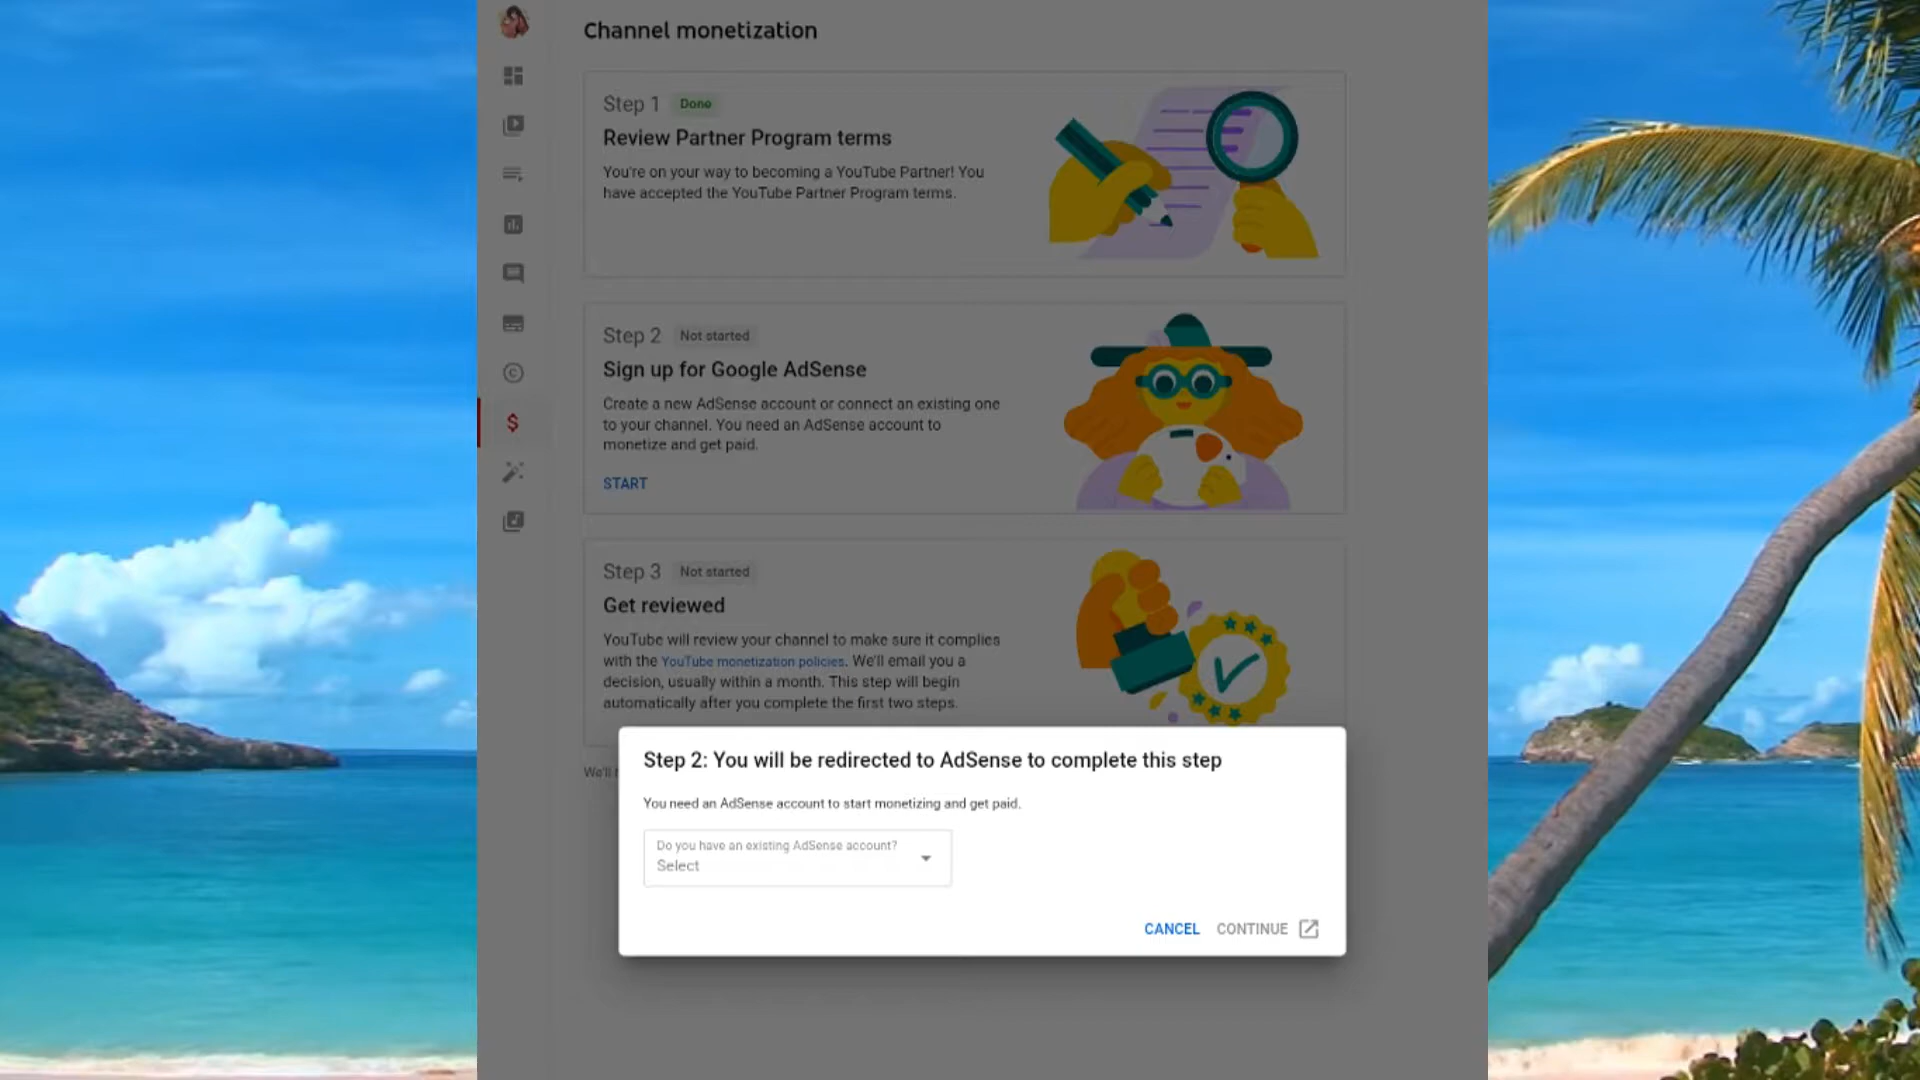 Channel monetization
Step 1 Done
Review Partner Program terms
You're on your way to becoming a YouTube Partner! You
have accepted the YouTube Partner Program terms.
Step 2 Not started
Sign up for Google AdSense
Create a new AdSense account or connect an existing one
to your channel. You need an AdSense account to
monetize and get paid.
START
Step 3 Not started
Get reviewed
YouTube will review your channel to make sure it complies
with the YouTube monetization policies. We'll email you a
decision, usually within a month. This step will begin
automatically after you complete the first two steps.
We'll
Step 2: You will be redirected to AdSense to complete this step
You need an AdSense account to start monetizing and get paid.
Do you have an existing AdSense account?
Select
CANCEL CONTINUE